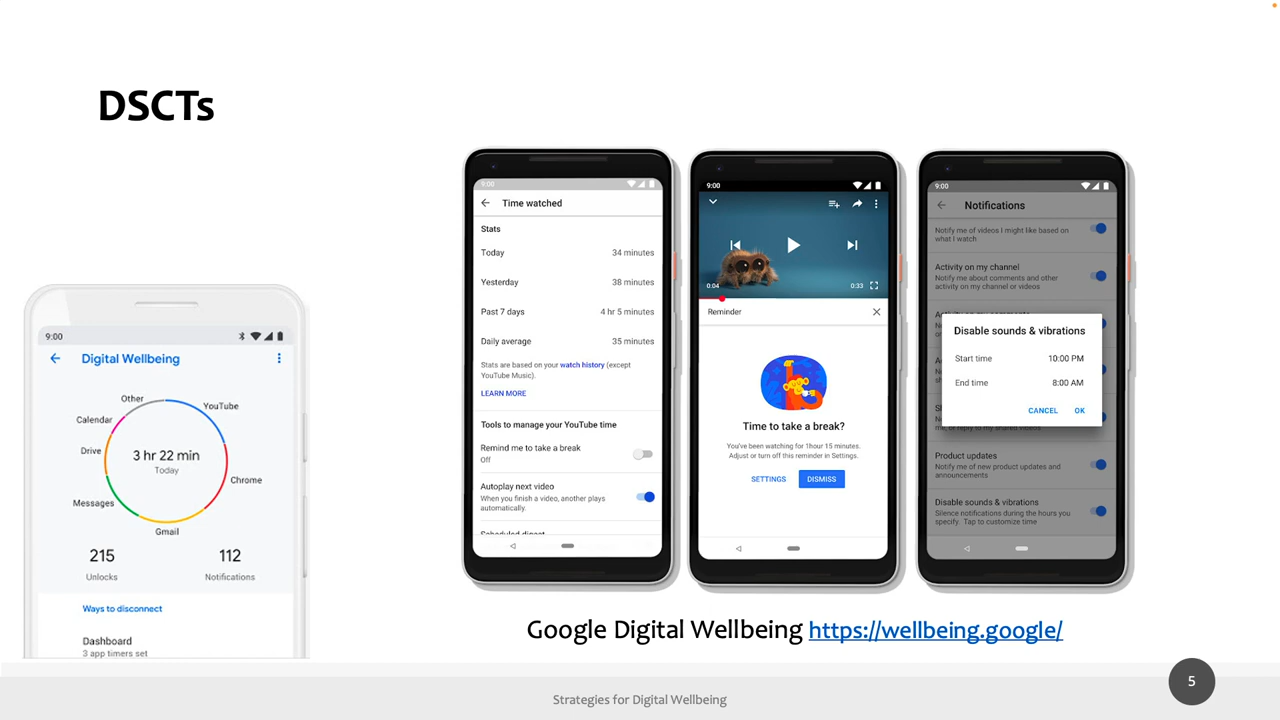 DSCTs
9:00
Digital Wellbeing
Other
YouTube
Calendar
Drive
3 hr 22 min
Today
Chrome
Messages
Gmail
215
112
Unlocks
Notifications
Ways to disconnect
Dashboard
3 app timers set
9:00
Time watched
Stats
Today 34 minutes
Yesterday 38 minutes
Past 7 days 4 hr 5 minutes
Daily average 35 minutes
Stats are based on your watch history (except
YouTube Music).
LEARN MORE
Tools to manage your YouTube time
Remind me to take a break
Off
Autoplay next video
When you finish a video, another plays
automatically.
9:00
0:04 0:33
Reminder
Time to take a break?
You've been watching for 1hour 15 minutes.
Adjust or turn off this reminder in Settings.
SETTINGS DISMISS
9:00
Notifications
Notify me of videos I might like based on
what I watch
Activity on my channel
Notify me about comments and other
activity on my channel or videos
Disable sounds & vibrations
Start time 10:00 PM
End time 8:00 AM
CANCEL OK
Product updates
Notify me of new product updates and
announcements
Disable sounds & vibrations
Silence notifications during the hours you
specify. Tap to customize time
Google Digital Wellbeing https://wellbeing.google/
Strategies for Digital Wellbeing
5